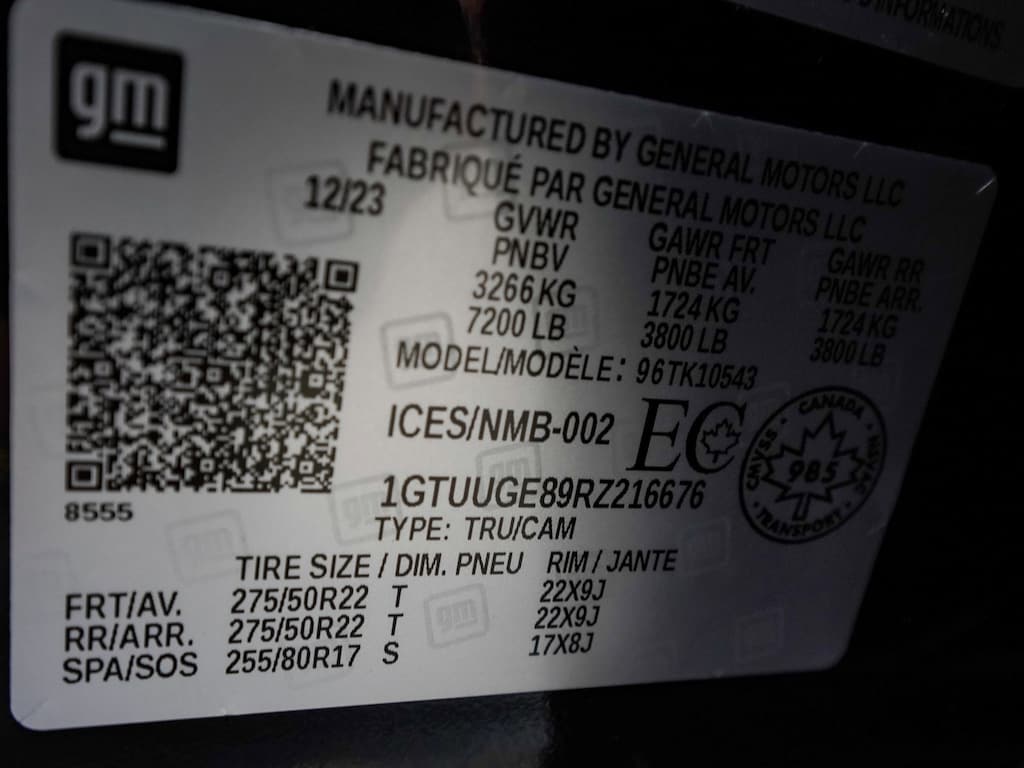 D'INFORMATIONS
gm
MANUFACTURED BY GENERAL MOTORS LLC
FABRIQUÉ PAR GENERAL MOTORS LLC
12/23
GVWR GAWR FRT GAWR RR
PNBV PNBE AV. PNBE ARR.
3266 KG 1724 KG 1724 KG
7200 LB 3800 LB 3800 LB
MODEL/MODÈLE: 96TK10543
ICES/NMB-002 EC
CANADA
CMVSS 985 NSVAC
TRANSPORT
8555
1GTUUGE89RZ216676
TYPE: TRU/CAM
TIRE SIZE / DIM. PNEU RIM / JANTE
FRT/AV. 275/50R22 T 22X9J
RR/ARR. 275/50R22 T 22X9J
SPA/SOS 255/80R17 S 17X8J